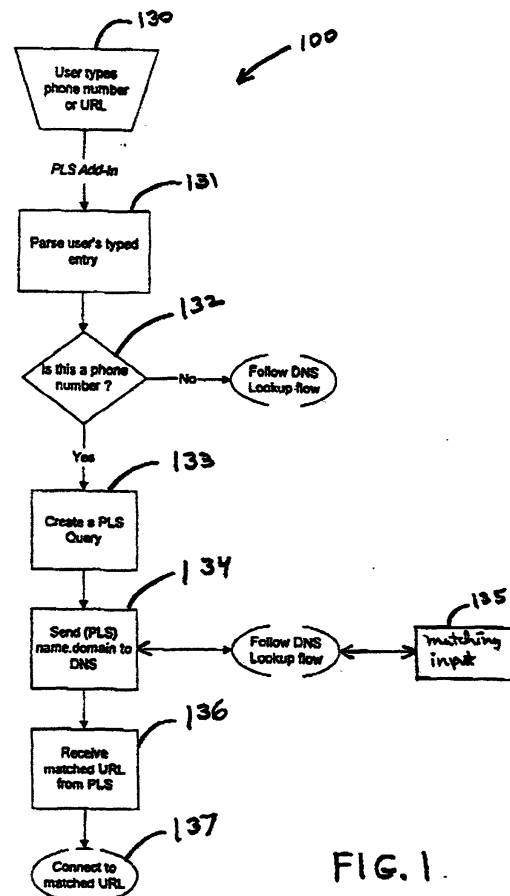 130
User types
phone number
or URL
100
PLS Add-In
131
Parse user's typed
entry
132
Is this a phone
number ?
No
Follow DNS
Lookup flow
Yes
133
Create a PLS
Query
134
Send (PLS)
name.domain to
DNS
Follow DNS
Lookup flow
135
matching
input
136
Receive
matched URL
from PLS
137
Connect to
matched URL
FIG. 1